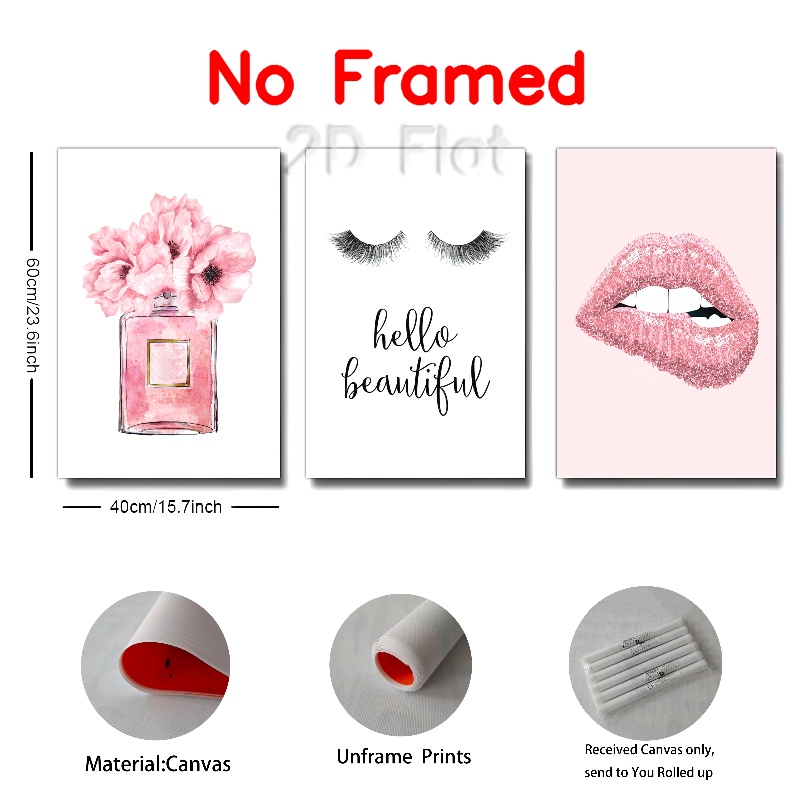 No Framed
2D Flat
60cm/23.6inch
hello
beautiful
40cm/15.7inch
Material:Canvas
Unframe Prints
Received Canvas only,
send to You Rolled up